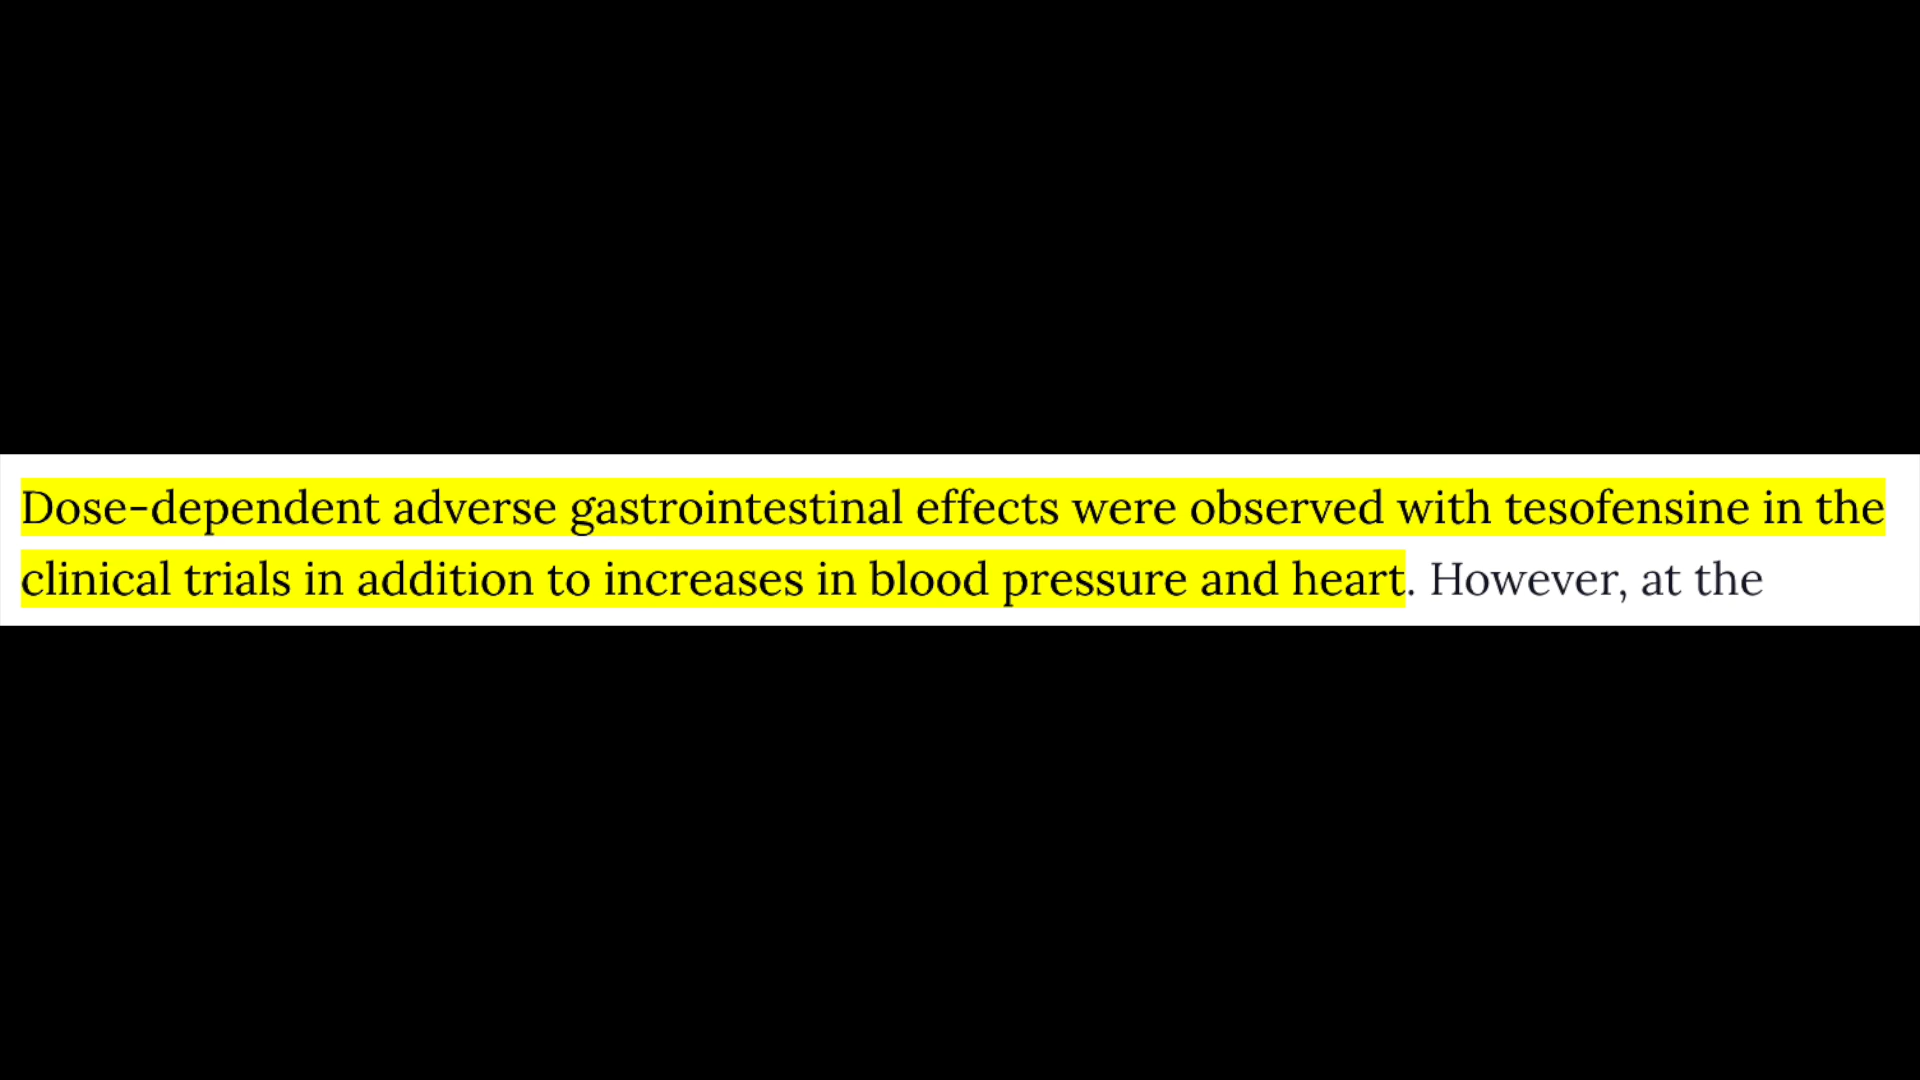 Dose-dependent adverse gastrointestinal effects were observed with tesofensine in the
clinical trials in addition to increases in blood pressure and heart. However, at the